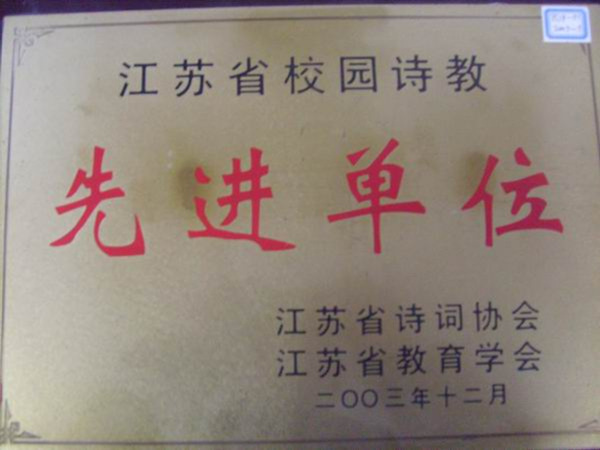 江苏省校园诗教
先进单位
江苏省诗词协会
江苏省教育学会
二〇〇三年十二月